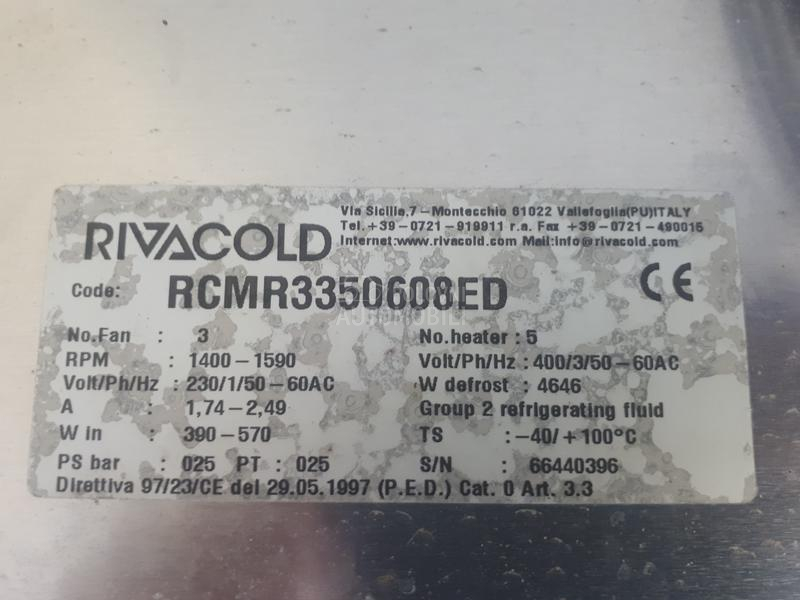 RIVACOLD
Via Sicilia,7 – Montecchio 61022 Vallefoglia(PU)ITALY
Tel.+39-0721-919911 r.a. Fax +39-0721-490015
Internet:www.rivacold.com Mail:info@rivacold.com
Code: RCMR3350608ED CE
No.Fan : 3 No.heater : 5
RPM : 1400-1590 Volt/Ph/Hz : 400/3/50-60AC
Volt/Ph/Hz : 230/1/50-60AC W defrost : 4646
A : 1,74-2,49 Group 2 refrigerating fluid
W in : 390-570 TS : -40/+100°C
PS bar : 025 PT : 025 S/N : 66440396
Direttiva 97/23/CE del 29.05.1997 (P.E.D.) Cat. 0 Art. 3.3